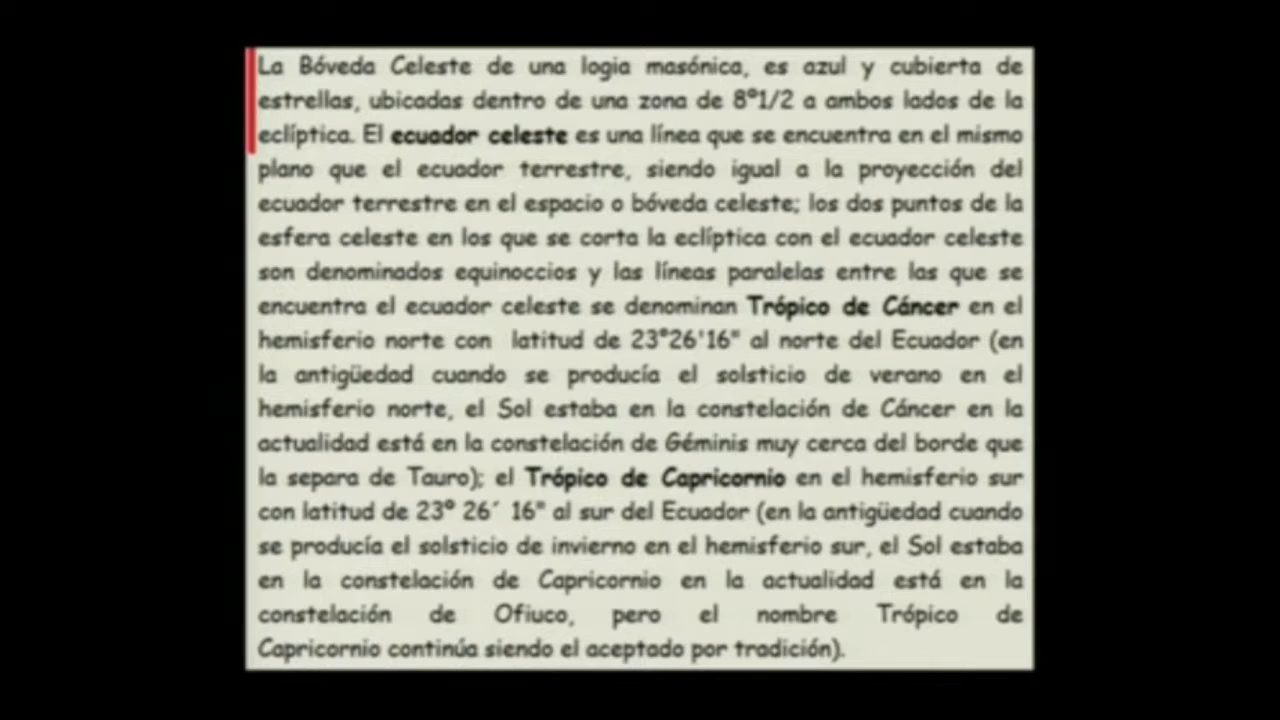 La Bóveda Celeste de una logia masónica, es azul y cubierta de
estrellas, ubicadas dentro de una zona de 8º1/2 a ambos lados de la
eclíptica. El ecuador celeste es una línea que se encuentra en el mismo
plano que el ecuador terrestre, siendo igual a la proyección del
ecuador terrestre en el espacio o bóveda celeste; los dos puntos de la
esfera celeste en los que se corta la eclíptica con el ecuador celeste
son denominados equinoccios y las líneas paralelas entre las que se
encuentra el ecuador celeste se denominan Trópico de Cáncer en el
hemisferio norte con latitud de 23°26'16" al norte del Ecuador (en
la antigüedad cuando se producía el solsticio de verano en el
hemisferio norte, el Sol estaba en la constelación de Cáncer en la
actualidad está en la constelación de Géminis muy cerca del borde que
la separa de Tauro); el Trópico de Capricornio en el hemisferio sur
con latitud de 23º 26´ 16" al sur del Ecuador (en la antigüedad cuando
se producía el solsticio de invierno en el hemisferio sur, el Sol estaba
en la constelación de Capricornio en la actualidad está en la
constelación de Ofiuco, pero el nombre Trópico de
Capricornio continúa siendo el aceptado por tradición).